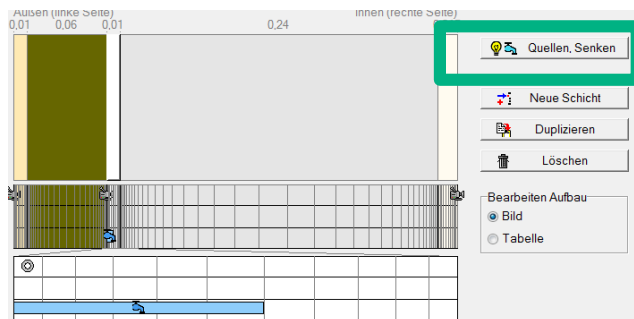 Außen (linke Seite) Innen (rechte Seite)
0,01 0,06 0,01 0,24
Quellen, Senken
Neue Schicht
Duplizieren
Löschen
Bearbeiten Aufbau
Bild
Tabelle